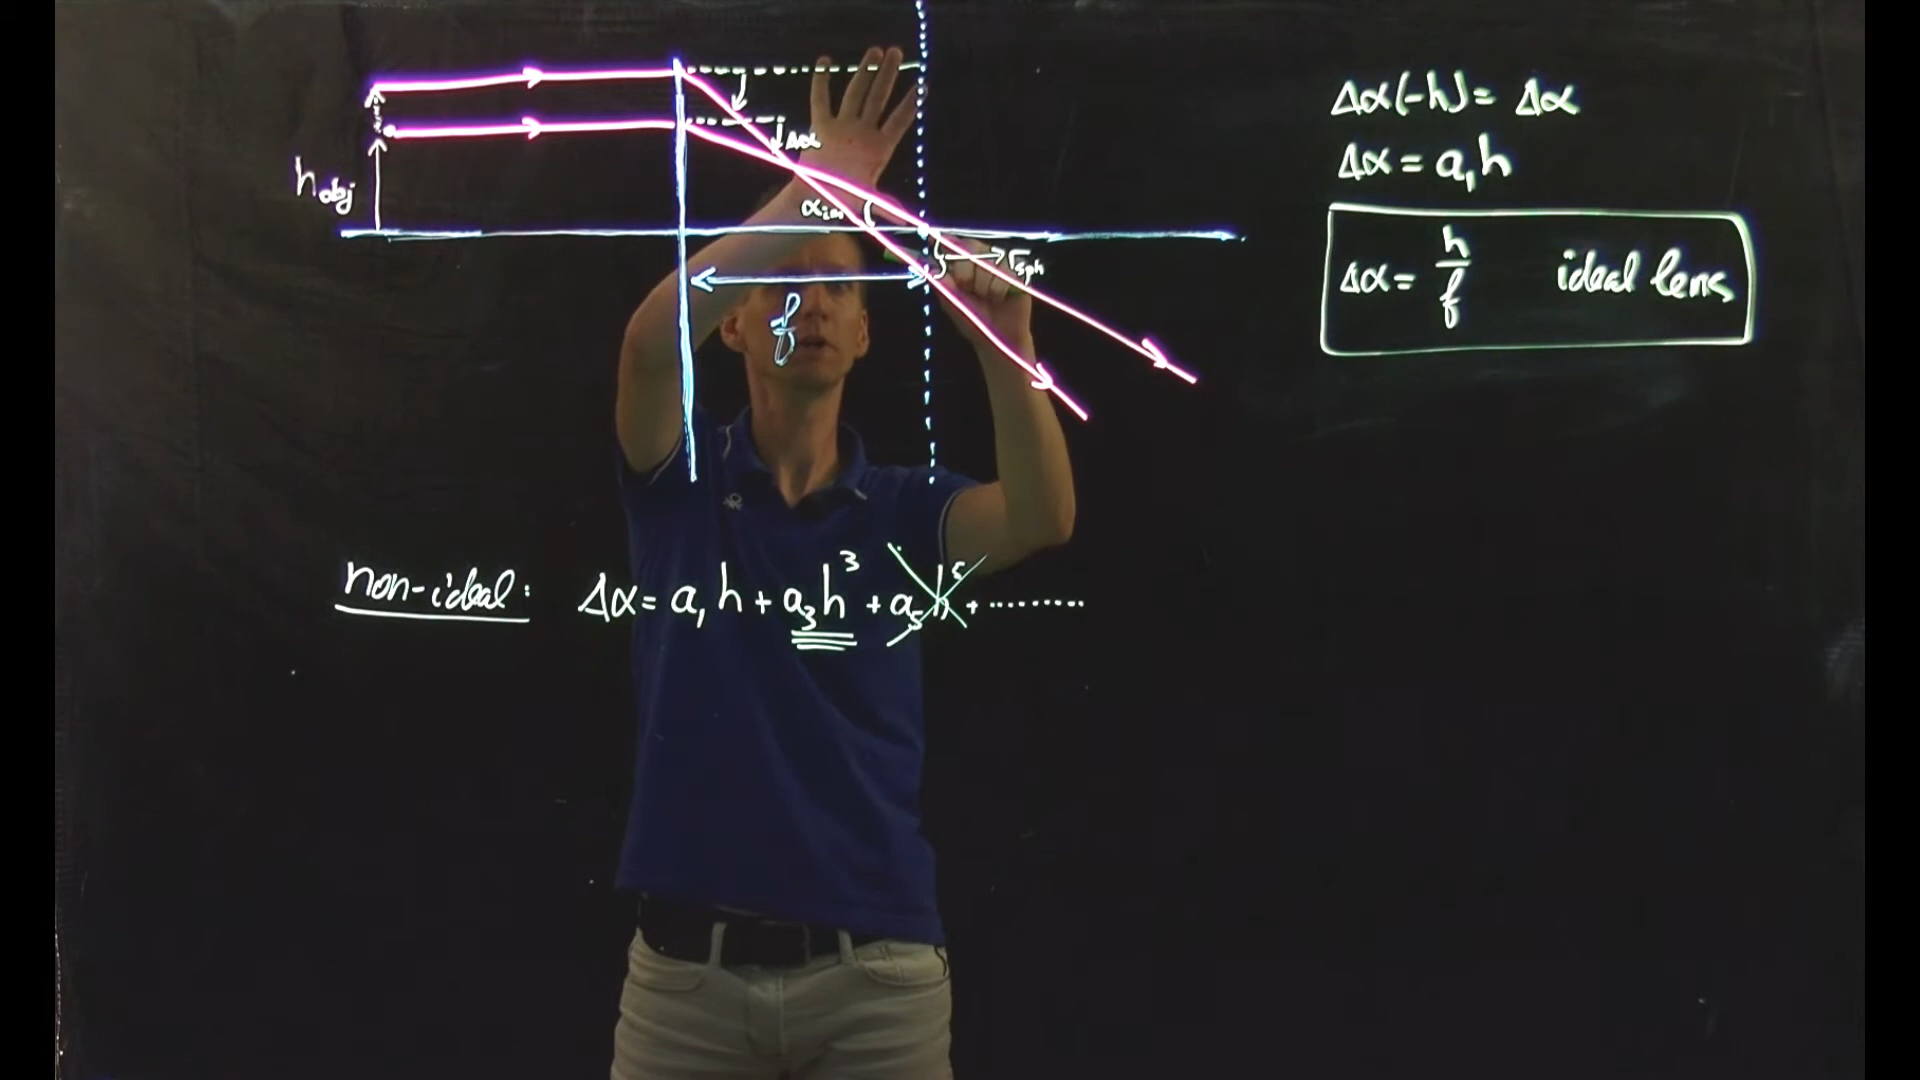 Δα(-h) = Δα
Δα = a₁h
Δα = h/f ideal lens
Δα
h_obj
α_im
r_sph
f
non-ideal: Δα = a₁h + a₃h³ + a₅h⁵ + ..........